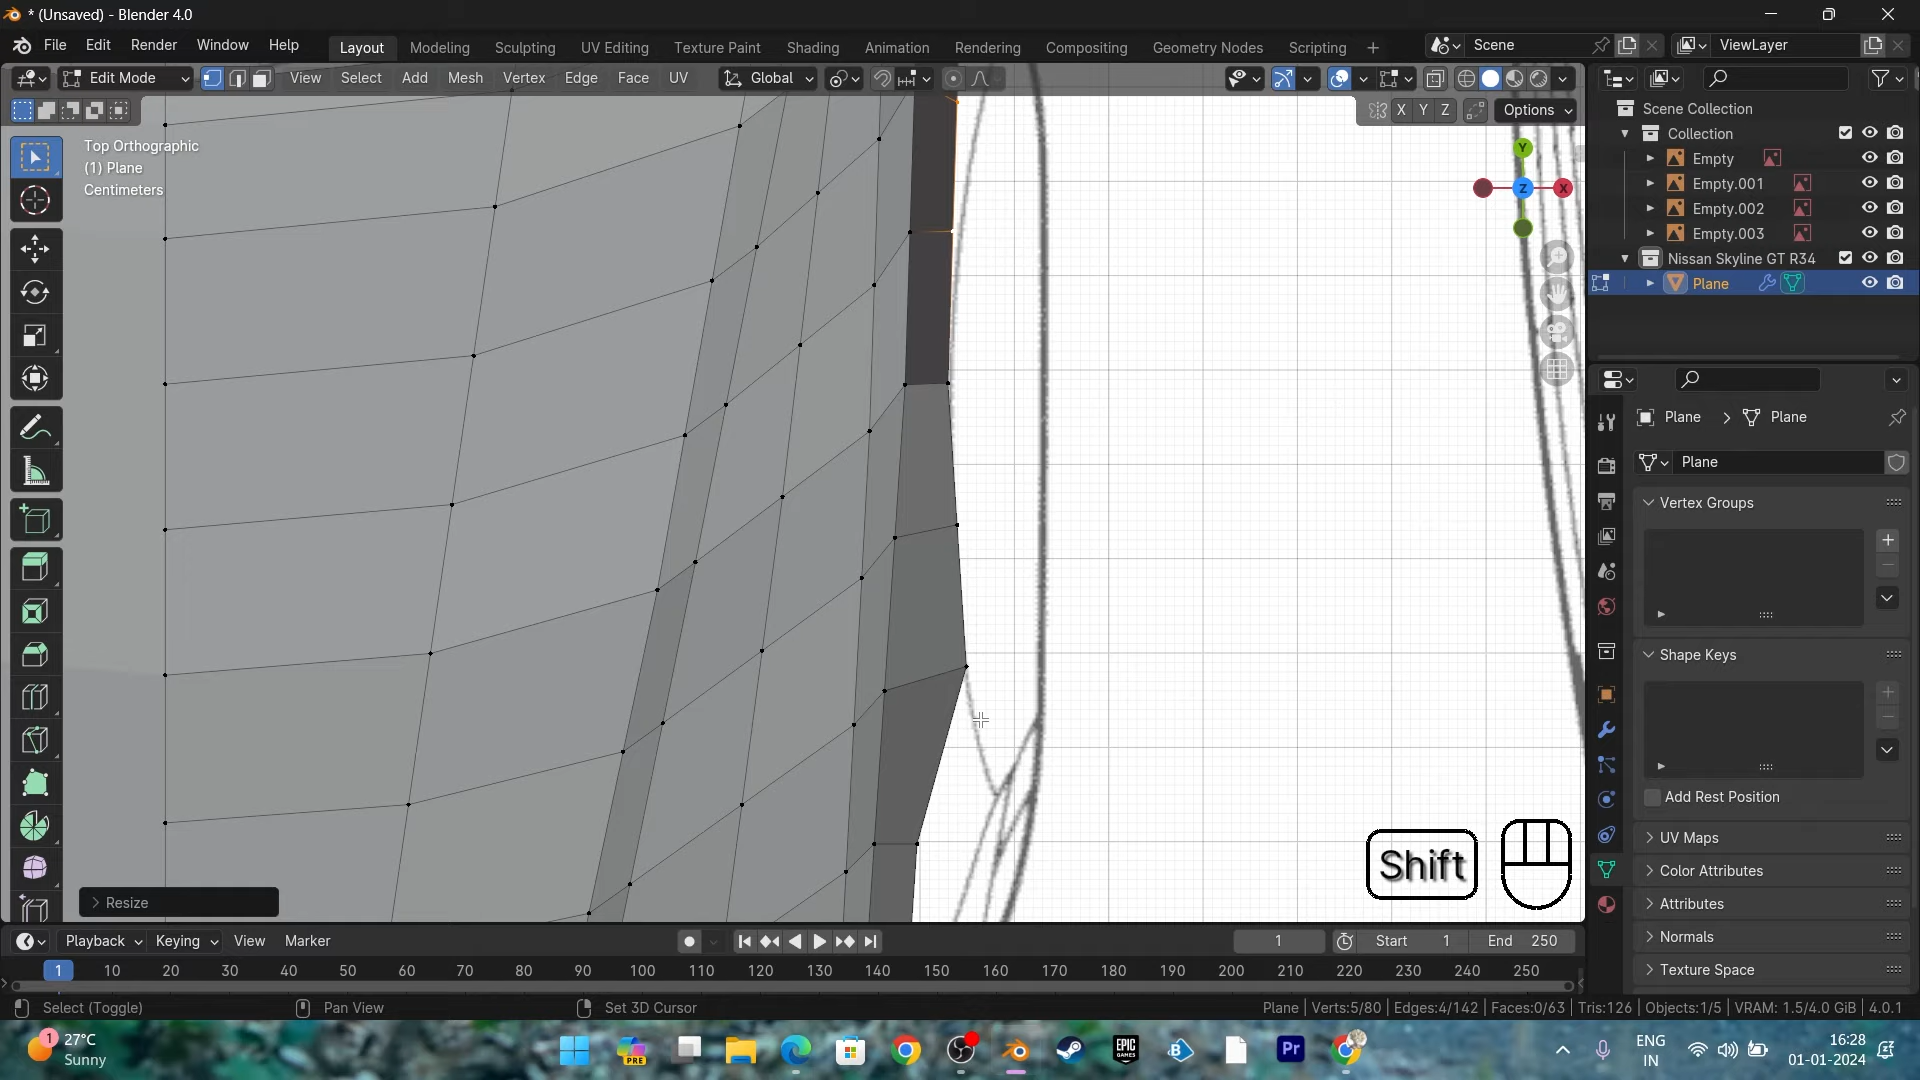 * (Unsaved) - Blender 4.0
File Edit Render Window Help
Layout Modeling Sculpting UV Editing Texture Paint Shading Animation Rendering Compositing Geometry Nodes Scripting +
Scene
ViewLayer
Edit Mode View Select Add Mesh Vertex Edge Face UV Global
X Y Z Options
Top Orthographic
(1) Plane
Centimeters
Y
Z X
Scene Collection
Collection
Empty
Empty.001
Empty.002
Empty.003
Nissan Skyline GT R34
Plane
Plane > Plane
Plane
Vertex Groups
Shape Keys
Add Rest Position
UV Maps
Color Attributes
Attributes
Normals
Texture Space
Shift
> Resize
Playback Keying View Marker
1 Start 1 End 250
1 10 20 30 40 50 60 70 80 90 100 110 120 130 140 150 160 170 180 190 200 210 220 230 240 250
Select (Toggle) Pan View Set 3D Cursor
Plane | Verts:5/80 | Edges:4/142 | Faces:0/63 | Tris:126 | Objects:1/5 | VRAM: 1.5/4.0 GiB | 4.0.1
1
27°C
Sunny
PRE
EPIC GAMES
B
Pr
ENG
IN
16:28
01-01-2024